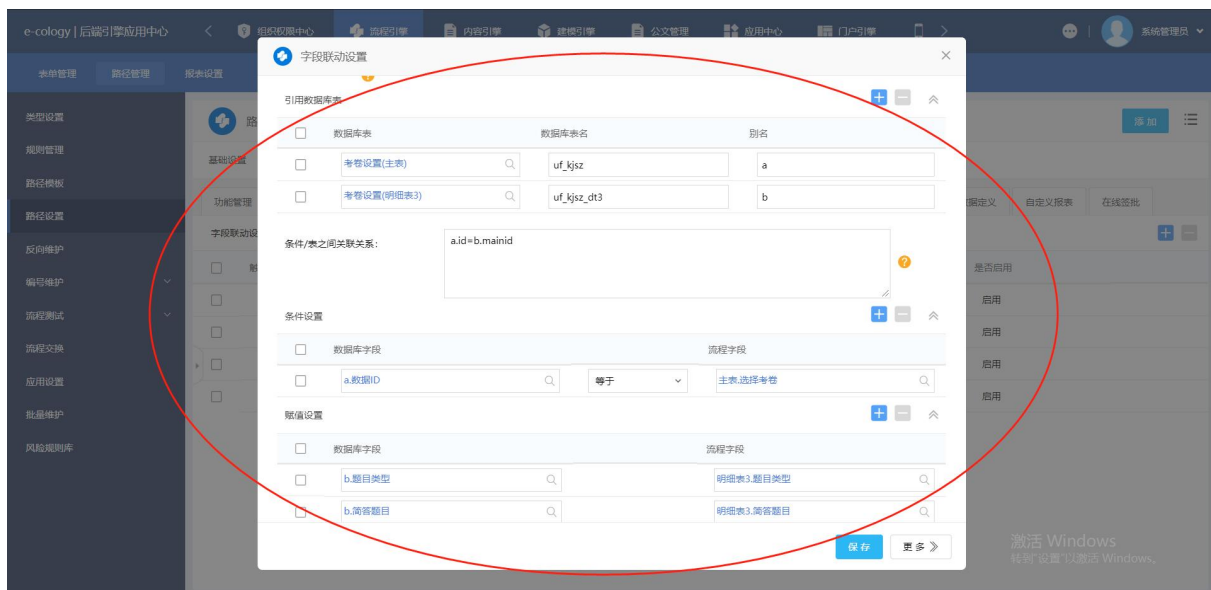 e-cology | 后端引擎应用中心 组织权限中心 流程引擎 内容引擎 建模引擎 公文管理 应用中心 门户引擎 系统管理员
表单管理 路径管理 报表设置
类型设置
规则管理
路径模板
路径设置
反向维护
编号维护
流程测试
流程交换
应用设置
批量维护
风险规则库
路
添 加
基础设置
功能管理
据定义 自定义报表 在线签批
字段联动设
是否启用
启用
启用
启用
启用
字段联动设置
引用数据库表
数据库表 数据库表名 别名
考卷设置(主表) uf_kjsz a
考卷设置(明细表3) uf_kjsz_dt3 b
条件/表之间关联关系: a.id=b.mainid
条件设置
数据库字段 流程字段
a.数据ID 等于 主表.选择考卷
赋值设置
数据库字段 流程字段
b.题目类型 明细表3.题目类型
b.简答题目 明细表3.简答题目
保存 更多
激活 Windows
转到"设置"以激活 Windows。